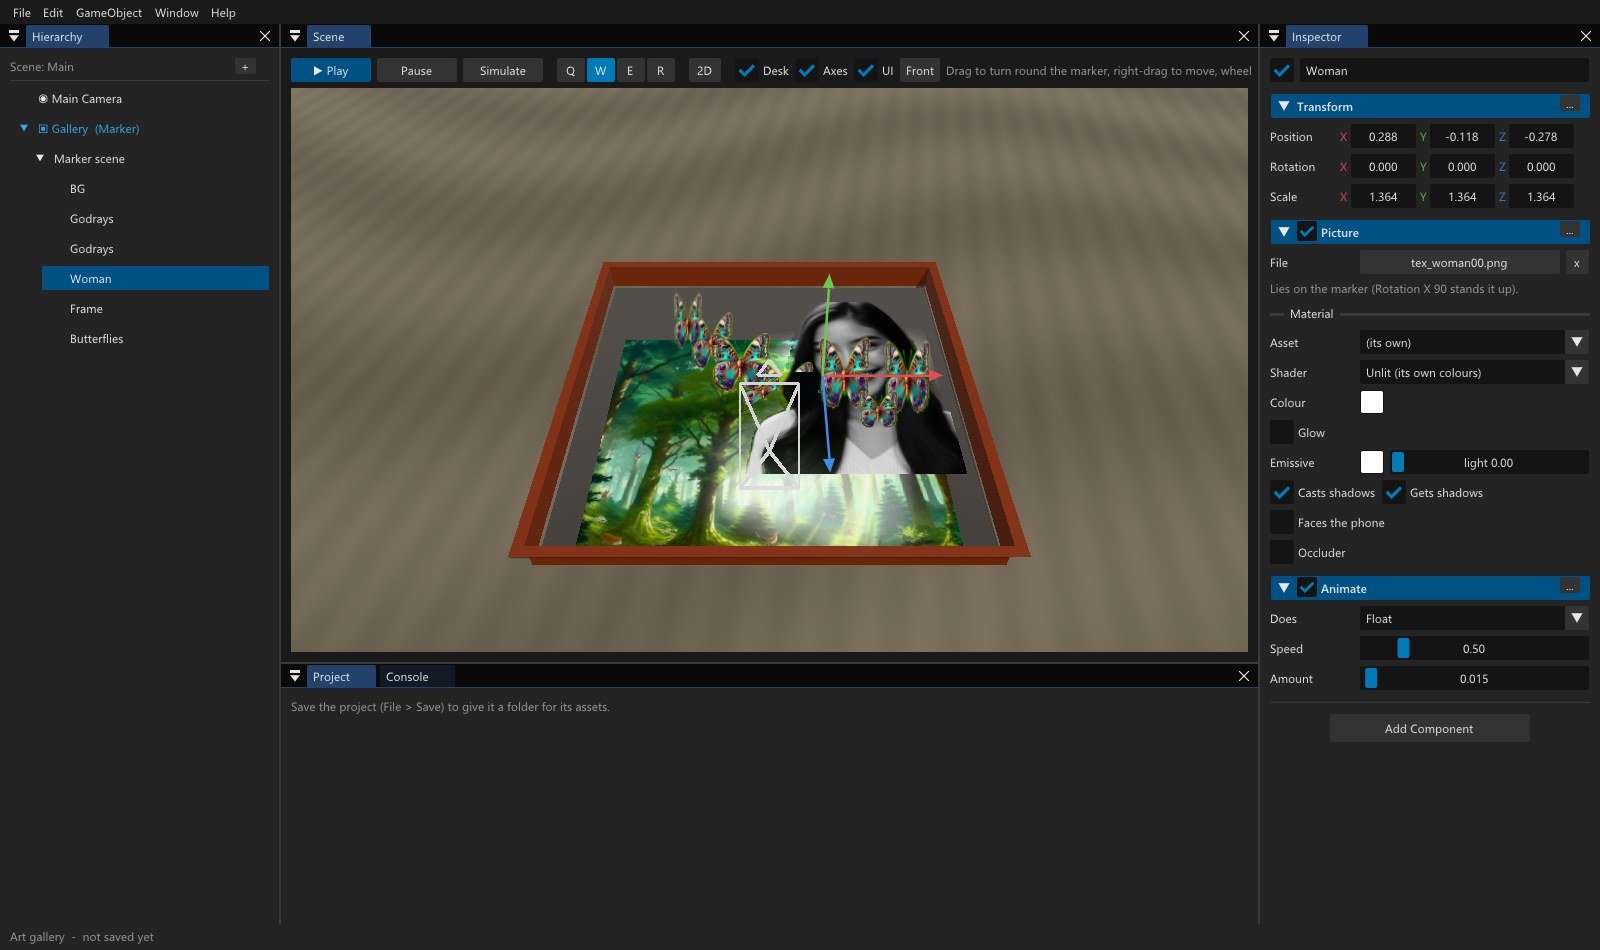 File Edit GameObject Window Help
Hierarchy
Scene: Main +
Main Camera
Gallery (Marker)
Marker scene
BG
Godrays
Godrays
Woman
Frame
Butterflies
Scene
Play Pause Simulate Q W E R 2D Desk Axes UI Front Drag to turn round the marker, right-drag to move, wheel
Project Console
Save the project (File > Save) to give it a folder for its assets.
Inspector
Woman
Transform ...
Position X 0.288 Y -0.118 Z -0.278
Rotation X 0.000 Y 0.000 Z 0.000
Scale X 1.364 Y 1.364 Z 1.364
Picture ...
File tex_woman00.png x
Lies on the marker (Rotation X 90 stands it up).
Material
Asset (its own)
Shader Unlit (its own colours)
Colour
Glow
Emissive light 0.00
Casts shadows Gets shadows
Faces the phone
Occluder
Animate ...
Does Float
Speed 0.50
Amount 0.015
Add Component
Art gallery - not saved yet